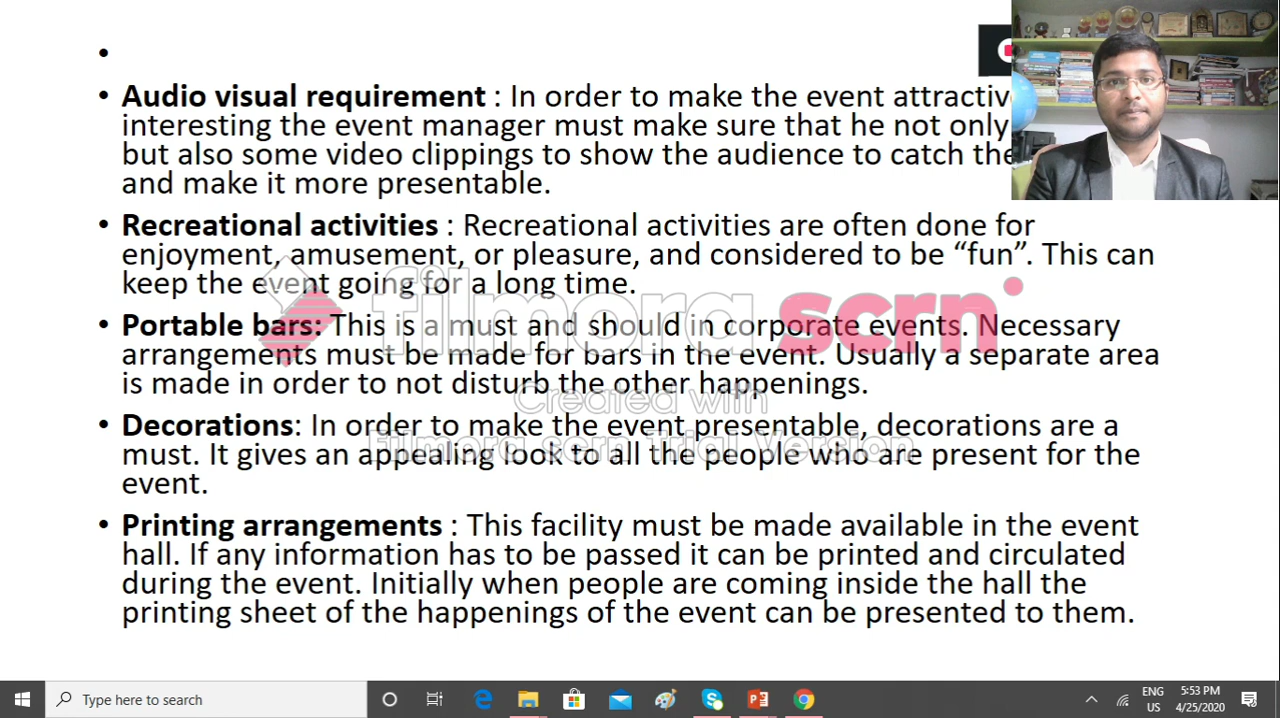 Audio visual requirement : In order to make the event attractiv
interesting the event manager must make sure that he not only
but also some video clippings to show the audience to catch the
and make it more presentable.
Recreational activities : Recreational activities are often done for
enjoyment, amusement, or pleasure, and considered to be “fun”. This can
keep the event going for a long time.
filmora scrn
Portable bars: This is a must and should in corporate events. Necessary
arrangements must be made for bars in the event. Usually a separate area
is made in order to not disturb the other happenings.
Created with
Decorations: In order to make the event presentable, decorations are a
Filmora scrn Trial Version
must. It gives an appealing look to all the people who are present for the
event.
Printing arrangements : This facility must be made available in the event
hall. If any information has to be passed it can be printed and circulated
during the event. Initially when people are coming inside the hall the
printing sheet of the happenings of the event can be presented to them.
Type here to search
ENG
US
5:53 PM
4/25/2020